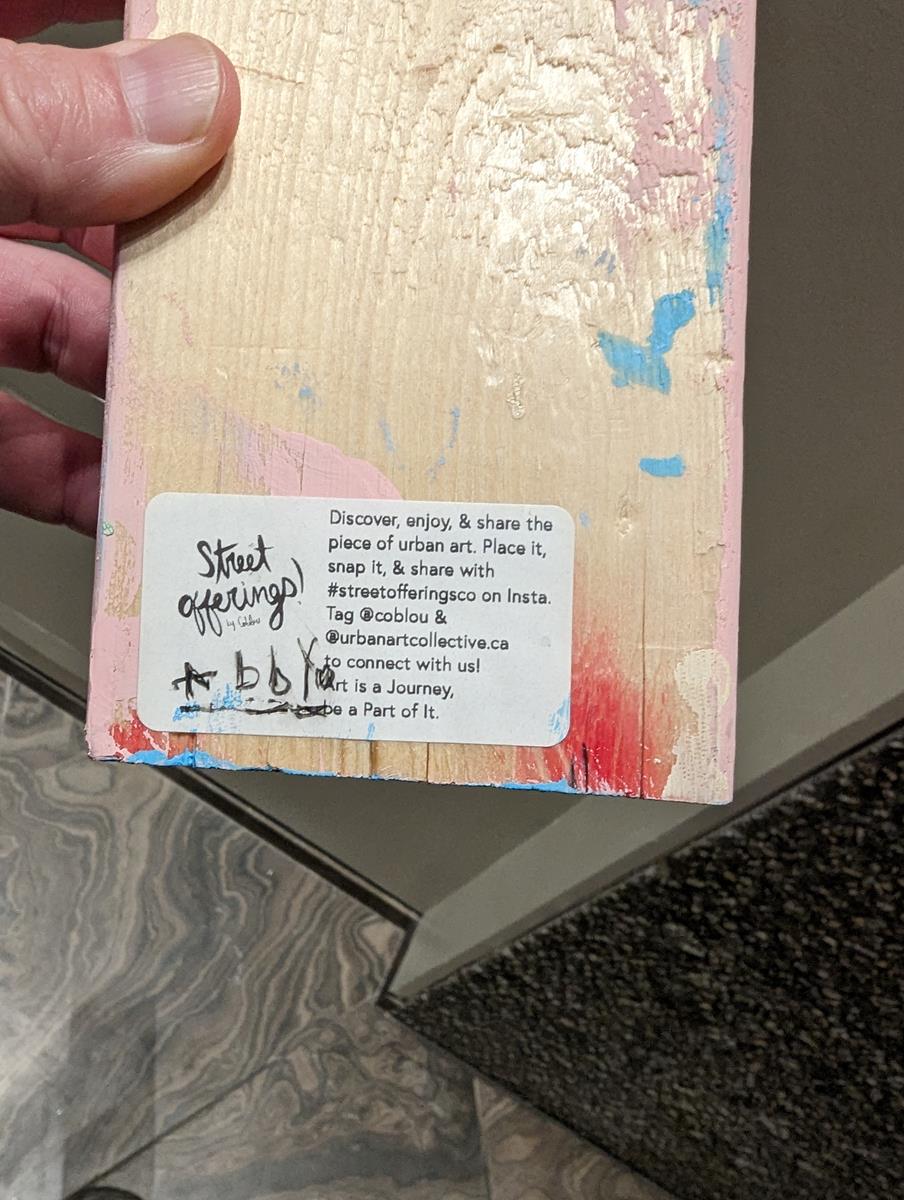 Street
offerings!
by Coblou
Abby
Discover, enjoy, & share the
piece of urban art. Place it,
snap it, & share with
#streetofferingsco on Insta.
Tag @coblou &
@urbanartcollective.ca
to connect with us!
Art is a Journey,
be a Part of It.